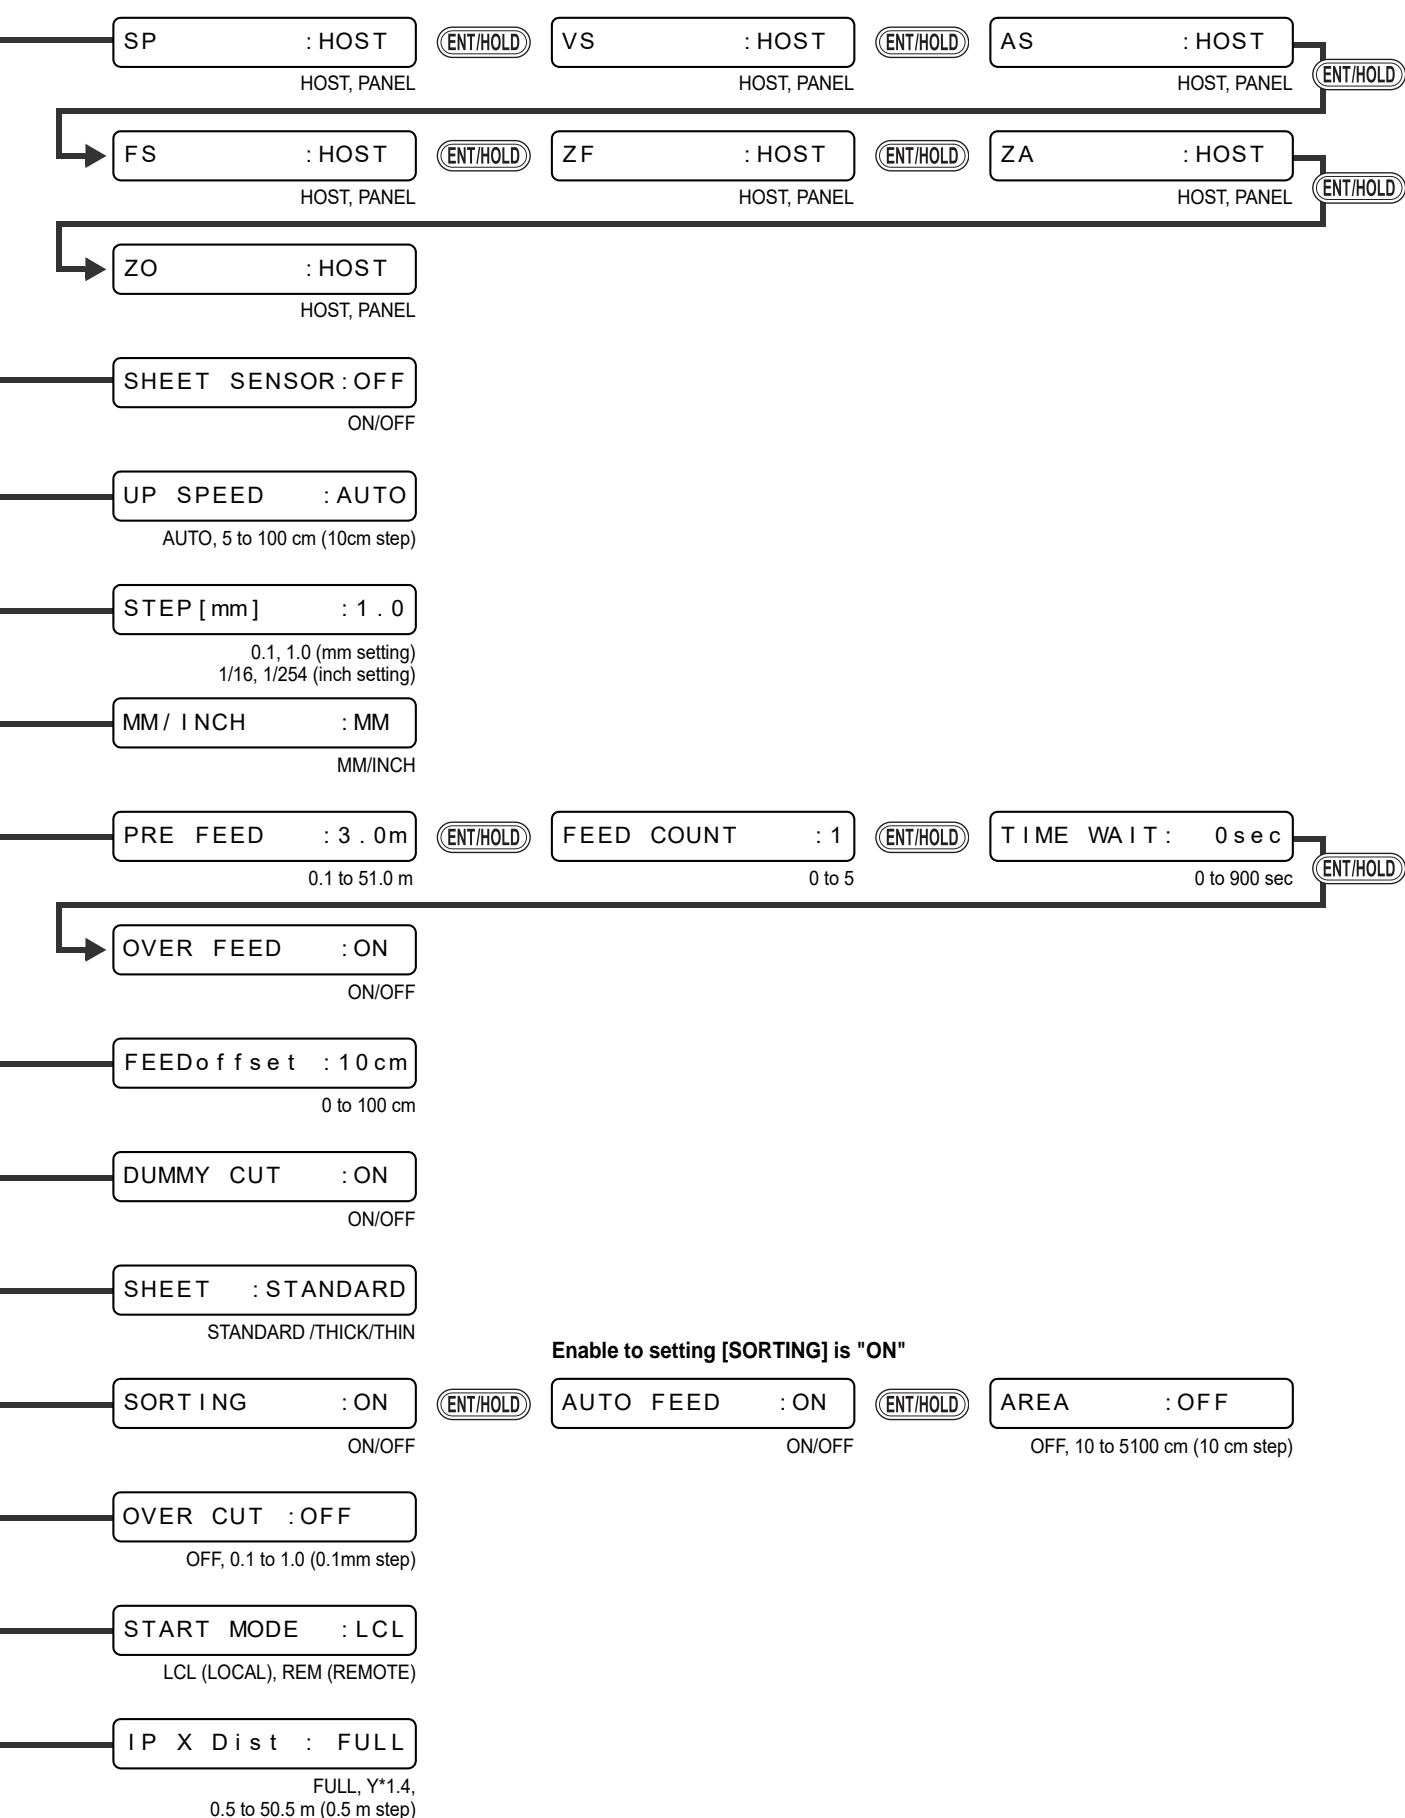 SP :HOST ENT/HOLD VS :HOST ENT/HOLD AS :HOST
HOST, PANEL HOST, PANEL HOST, PANEL ENT/HOLD
FS :HOST ENT/HOLD ZF :HOST ENT/HOLD ZA :HOST
HOST, PANEL HOST, PANEL HOST, PANEL ENT/HOLD
ZO :HOST
HOST, PANEL
SHEET SENSOR:OFF
ON/OFF
UP SPEED :AUTO
AUTO, 5 to 100 cm (10cm step)
STEP[mm] :1.0
0.1, 1.0 (mm setting)
1/16, 1/254 (inch setting)
MM/INCH :MM
MM/INCH
PRE FEED :3.0m ENT/HOLD FEED COUNT :1 ENT/HOLD TIME WAIT: 0sec
0.1 to 51.0 m 0 to 5 0 to 900 sec ENT/HOLD
OVER FEED :ON
ON/OFF
FEEDoffset :10cm
0 to 100 cm
DUMMY CUT :ON
ON/OFF
SHEET :STANDARD
STANDARD /THICK/THIN
Enable to setting [SORTING] is "ON"
SORTING :ON ENT/HOLD AUTO FEED :ON ENT/HOLD AREA :OFF
ON/OFF ON/OFF OFF, 10 to 5100 cm (10 cm step)
OVER CUT :OFF
OFF, 0.1 to 1.0 (0.1mm step)
START MODE :LCL
LCL (LOCAL), REM (REMOTE)
IP X Dist : FULL
FULL, Y*1.4,
0.5 to 50.5 m (0.5 m step)